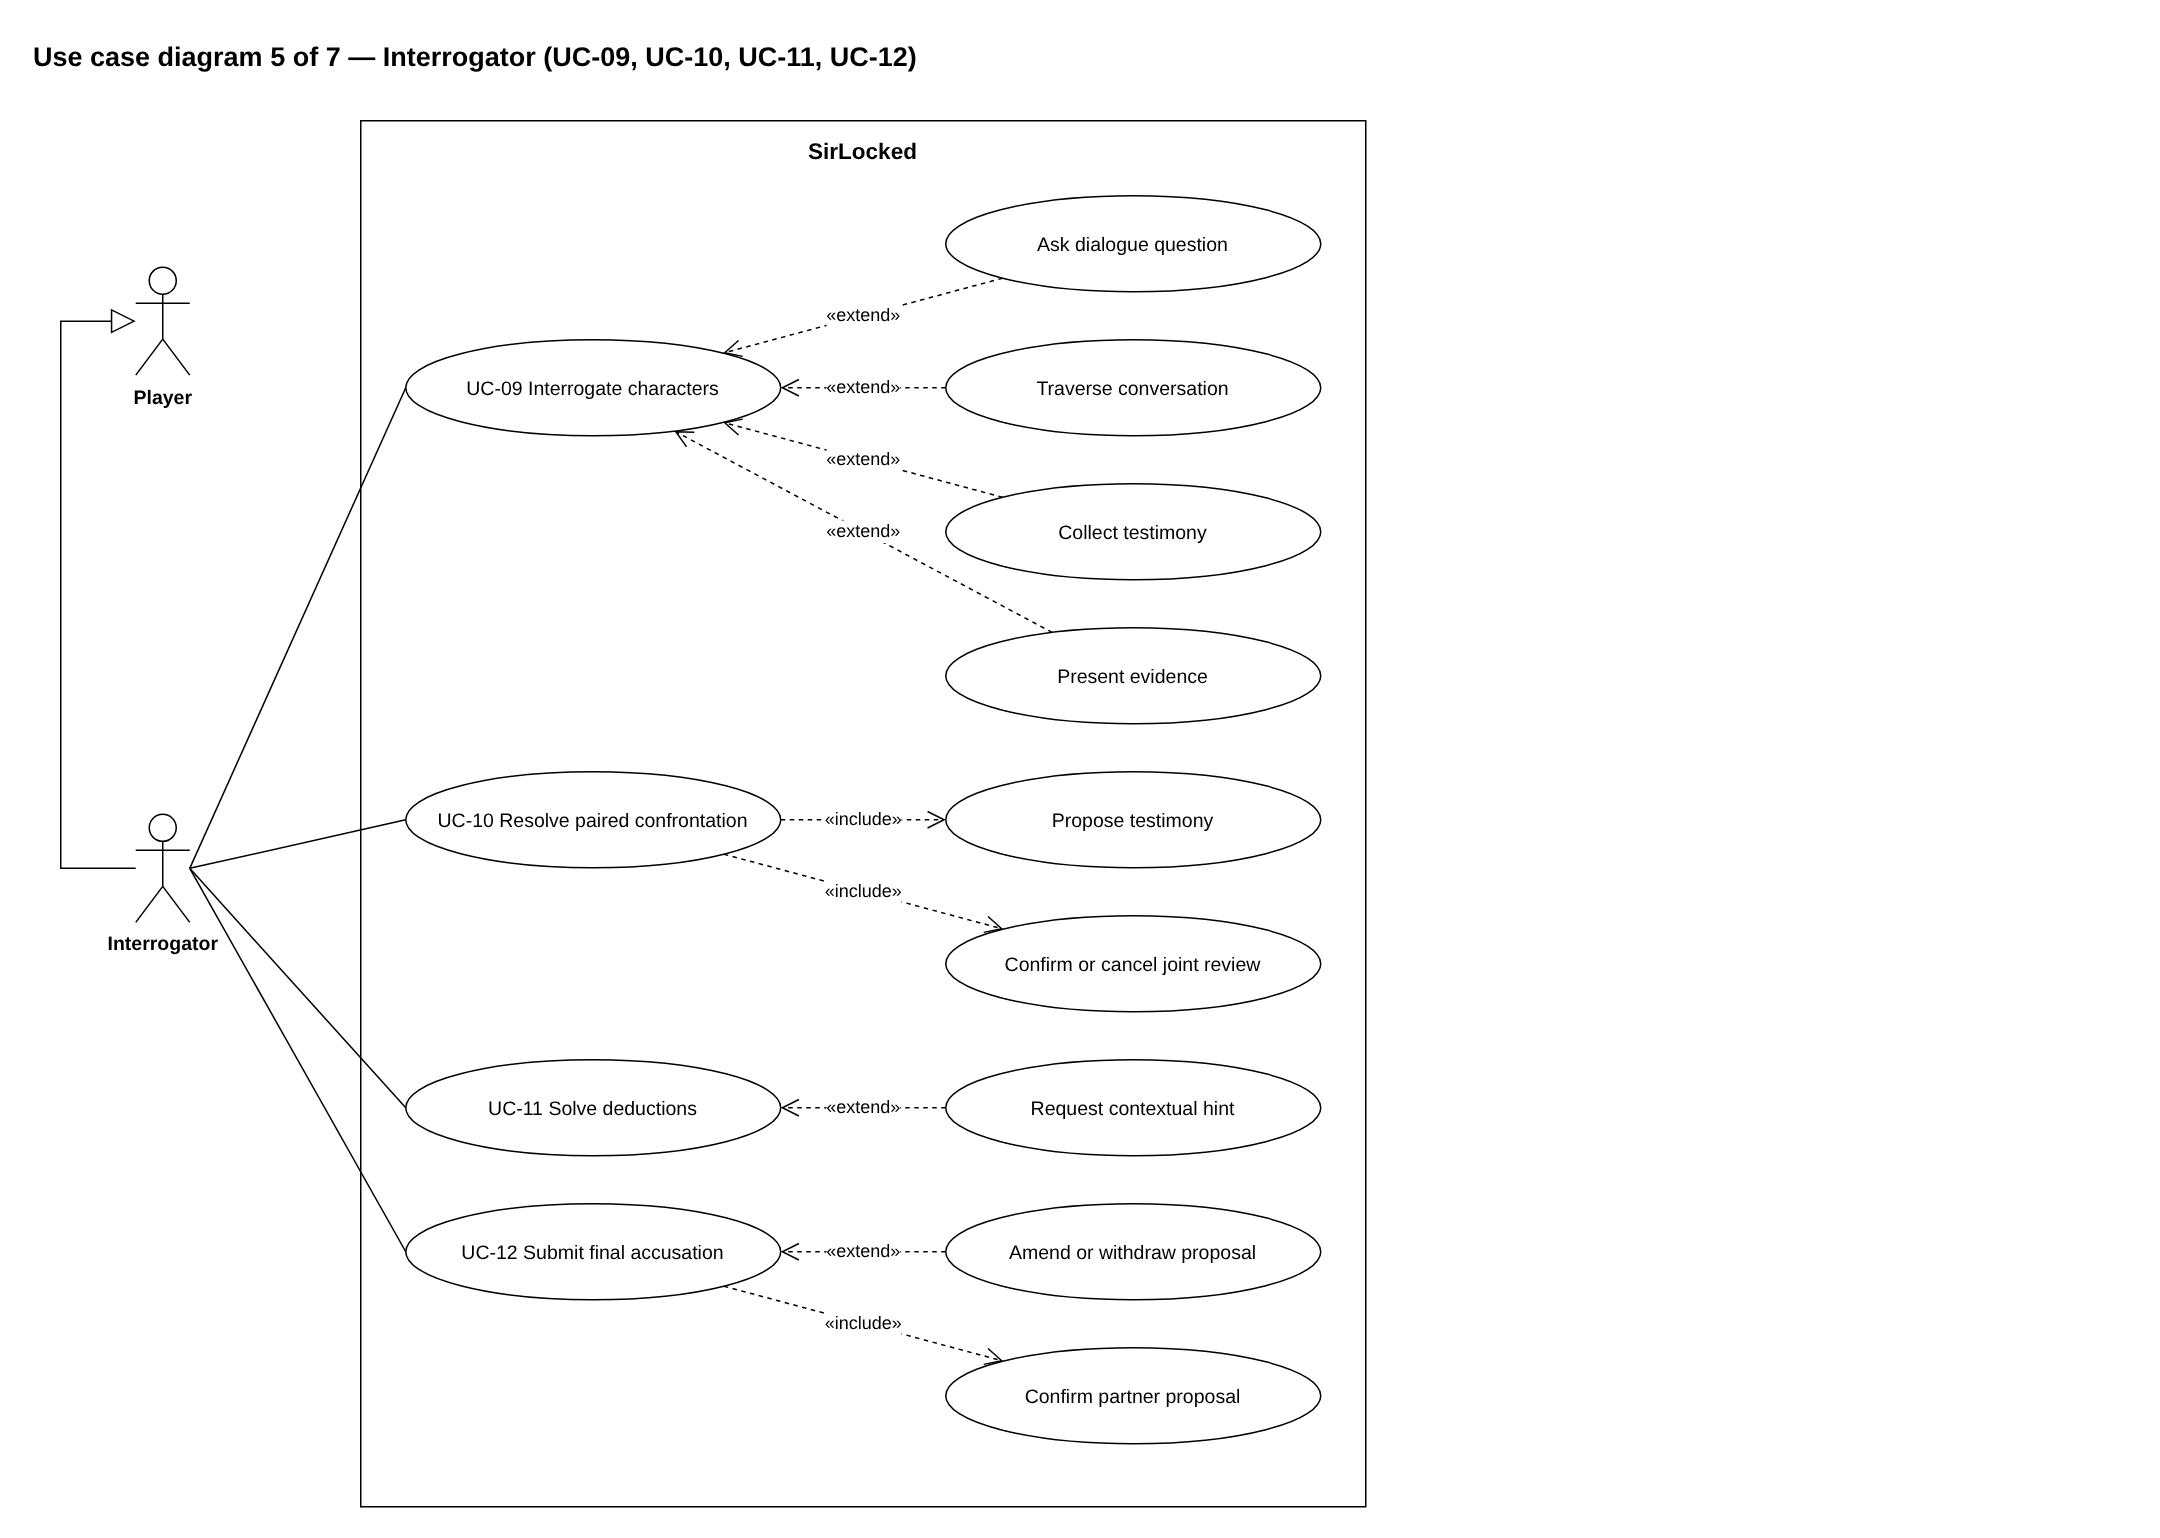 Use case diagram 5 of 7 — Interrogator (UC-09, UC-10, UC-11, UC-12)
SirLocked
Ask dialogue question
«extend»
Player
UC-09 Interrogate characters
«extend»
Traverse conversation
«extend»
Collect testimony
«extend»
Present evidence
Interrogator
UC-10 Resolve paired confrontation
«include»
Propose testimony
«include»
Confirm or cancel joint review
UC-11 Solve deductions
«extend»
Request contextual hint
UC-12 Submit final accusation
«extend»
Amend or withdraw proposal
«include»
Confirm partner proposal